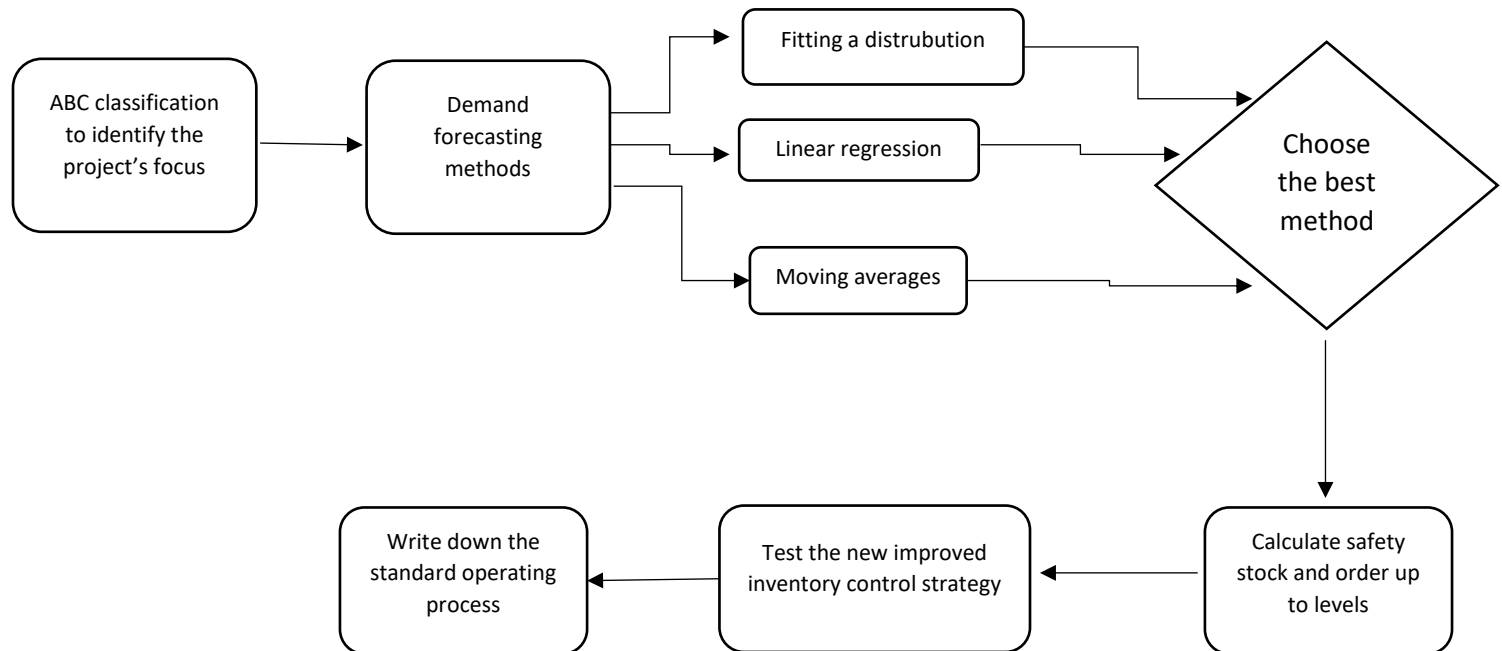 ABC classification
to identify the
project’s focus
Demand
forecasting
methods
Fitting a distrubution
Linear regression
Moving averages
Choose
the best
method
Calculate safety
stock and order up
to levels
Test the new improved
inventory control strategy
Write down the
standard operating
process